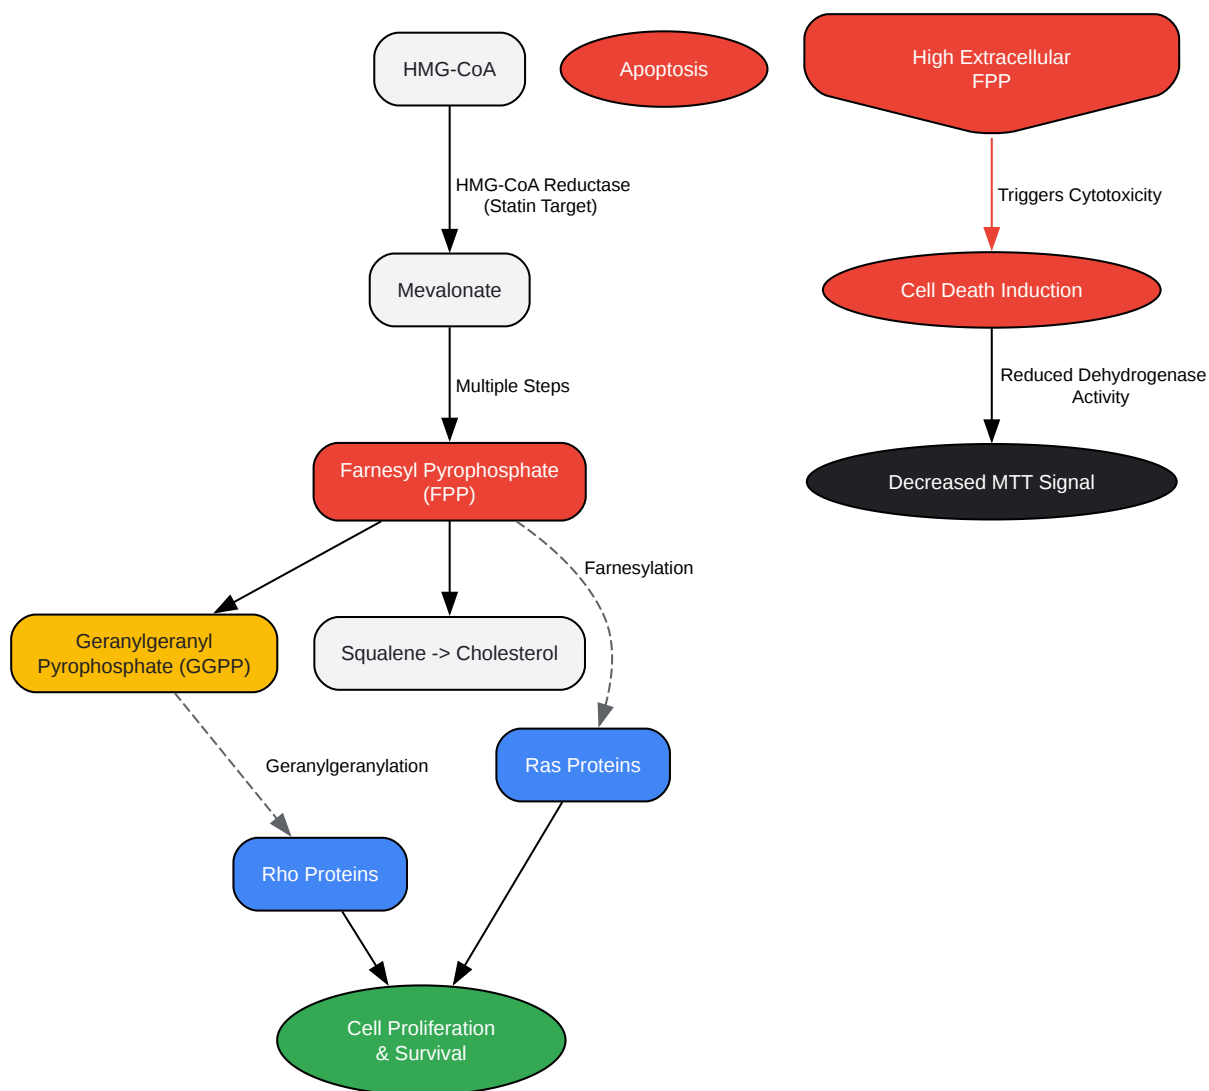 HMG-CoA
Apoptosis
High Extracellular
FPP
HMG-CoA Reductase
(Statin Target)
Triggers Cytotoxicity
Mevalonate
Cell Death Induction
Multiple Steps
Reduced Dehydrogenase
Activity
Farnesyl Pyrophosphate
(FPP)
Decreased MTT Signal
Farnesylation
Geranylgeranyl
Pyrophosphate (GGPP)
Squalene -> Cholesterol
Geranylgeranylation
Ras Proteins
Rho Proteins
Cell Proliferation
& Survival